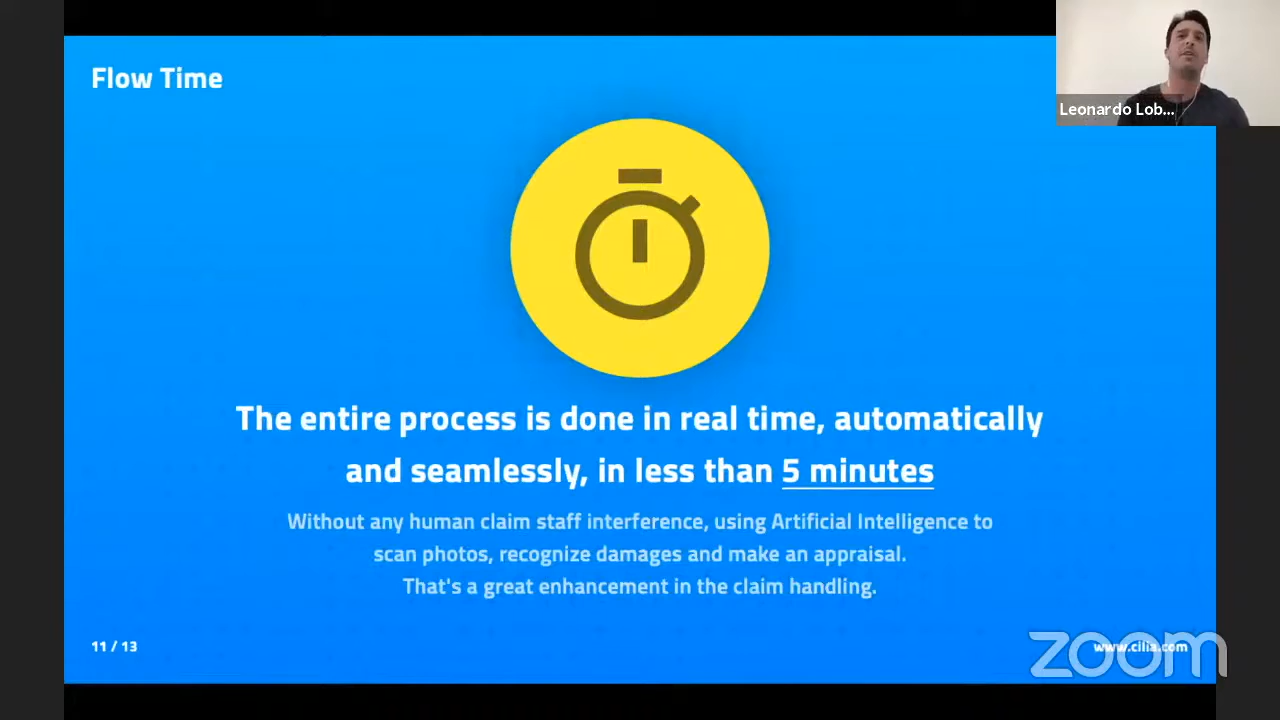 Flow Time
Leonardo Lob...
The entire process is done in real time, automatically
and seamlessly, in less than 5 minutes
Without any human claim staff interference, using Artificial Intelligence to
scan photos, recognize damages and make an appraisal.
That's a great enhancement in the claim handling.
11 / 13
www.cilia.com
zoom